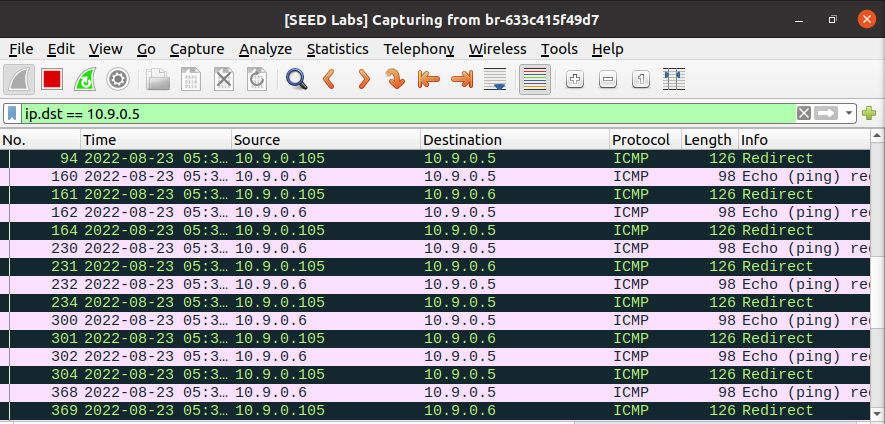 [SEED Labs] Capturing from br-633c415f49d7
File Edit View Go Capture Analyze Statistics Telephony Wireless Tools Help
ip.dst == 10.9.0.5
No. Time Source Destination Protocol Length Info
94 2022-08-23 05:3… 10.9.0.105 10.9.0.5 ICMP 126 Redirect
160 2022-08-23 05:3… 10.9.0.6 10.9.0.5 ICMP 98 Echo (ping) re
161 2022-08-23 05:3… 10.9.0.105 10.9.0.6 ICMP 126 Redirect
162 2022-08-23 05:3… 10.9.0.6 10.9.0.5 ICMP 98 Echo (ping) re
164 2022-08-23 05:3… 10.9.0.105 10.9.0.5 ICMP 126 Redirect
230 2022-08-23 05:3… 10.9.0.6 10.9.0.5 ICMP 98 Echo (ping) re
231 2022-08-23 05:3… 10.9.0.105 10.9.0.6 ICMP 126 Redirect
232 2022-08-23 05:3… 10.9.0.6 10.9.0.5 ICMP 98 Echo (ping) re
234 2022-08-23 05:3… 10.9.0.105 10.9.0.5 ICMP 126 Redirect
300 2022-08-23 05:3… 10.9.0.6 10.9.0.5 ICMP 98 Echo (ping) re
301 2022-08-23 05:3… 10.9.0.105 10.9.0.6 ICMP 126 Redirect
302 2022-08-23 05:3… 10.9.0.6 10.9.0.5 ICMP 98 Echo (ping) re
304 2022-08-23 05:3… 10.9.0.105 10.9.0.5 ICMP 126 Redirect
368 2022-08-23 05:3… 10.9.0.6 10.9.0.5 ICMP 98 Echo (ping) re
369 2022-08-23 05:3… 10.9.0.105 10.9.0.6 ICMP 126 Redirect